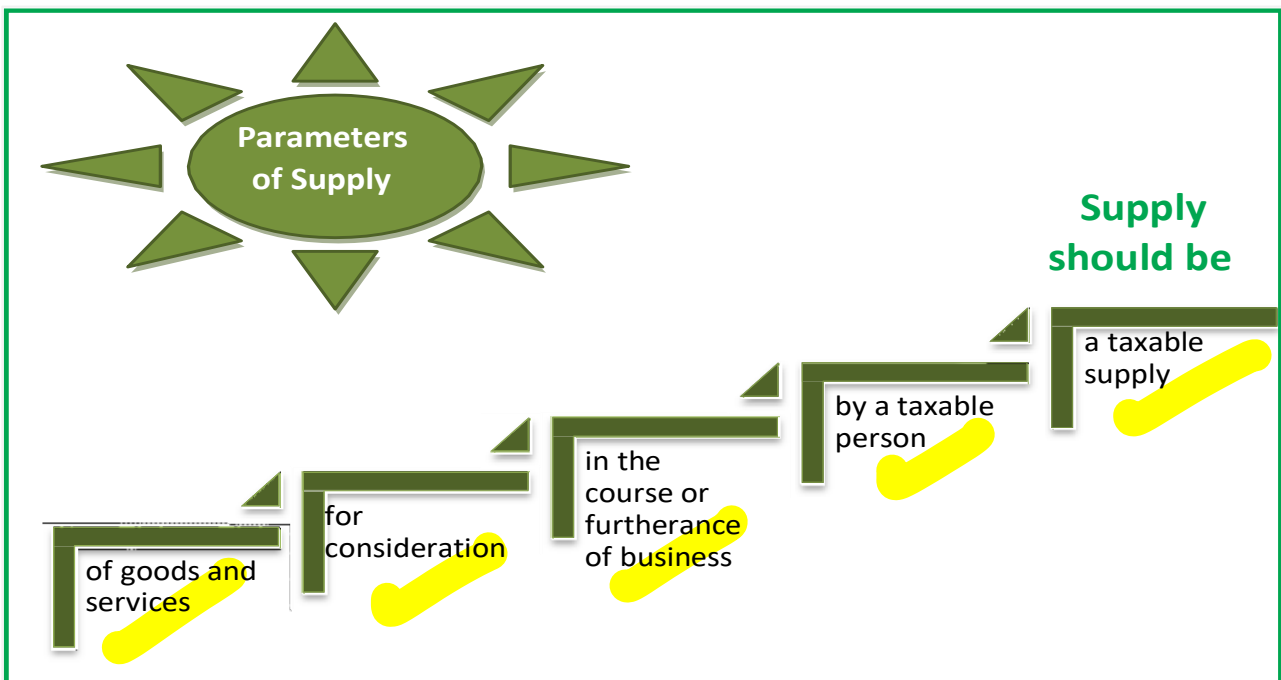 Parameters
of Supply
Supply
should be
of goods and
services
for
consideration
in the
course or
furtherance
of business
by a taxable
person
a taxable
supply